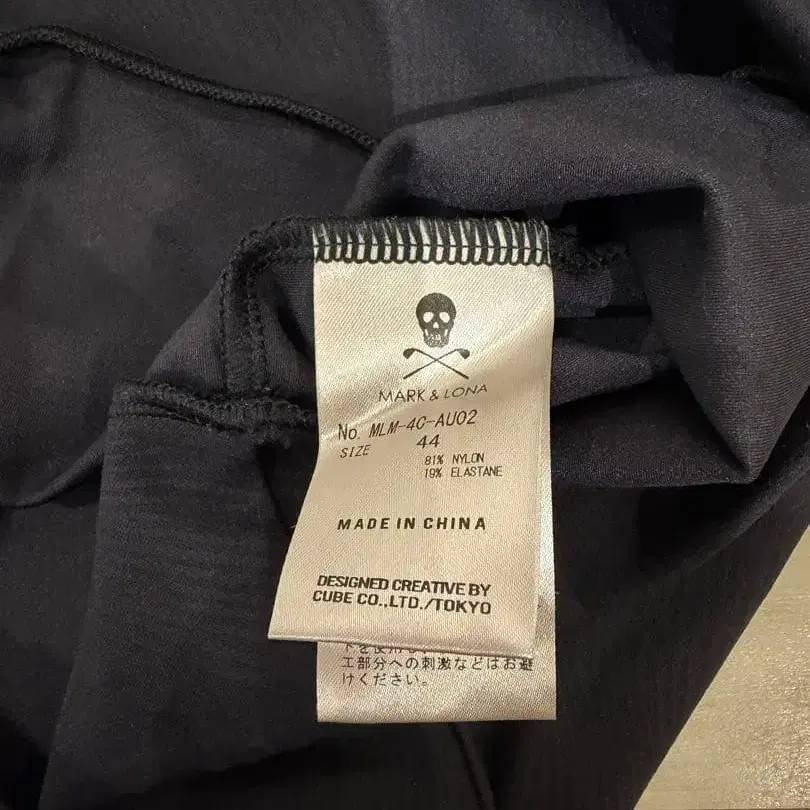 MARK & LONA
No. MLM-4C-AU02
SIZE 44
81% NYLON
19% ELASTANE
MADE IN CHINA
DESIGNED CREATIVE BY
CUBE CO.,LTD./TOKYO
工部分への刺激などはお避
けください。